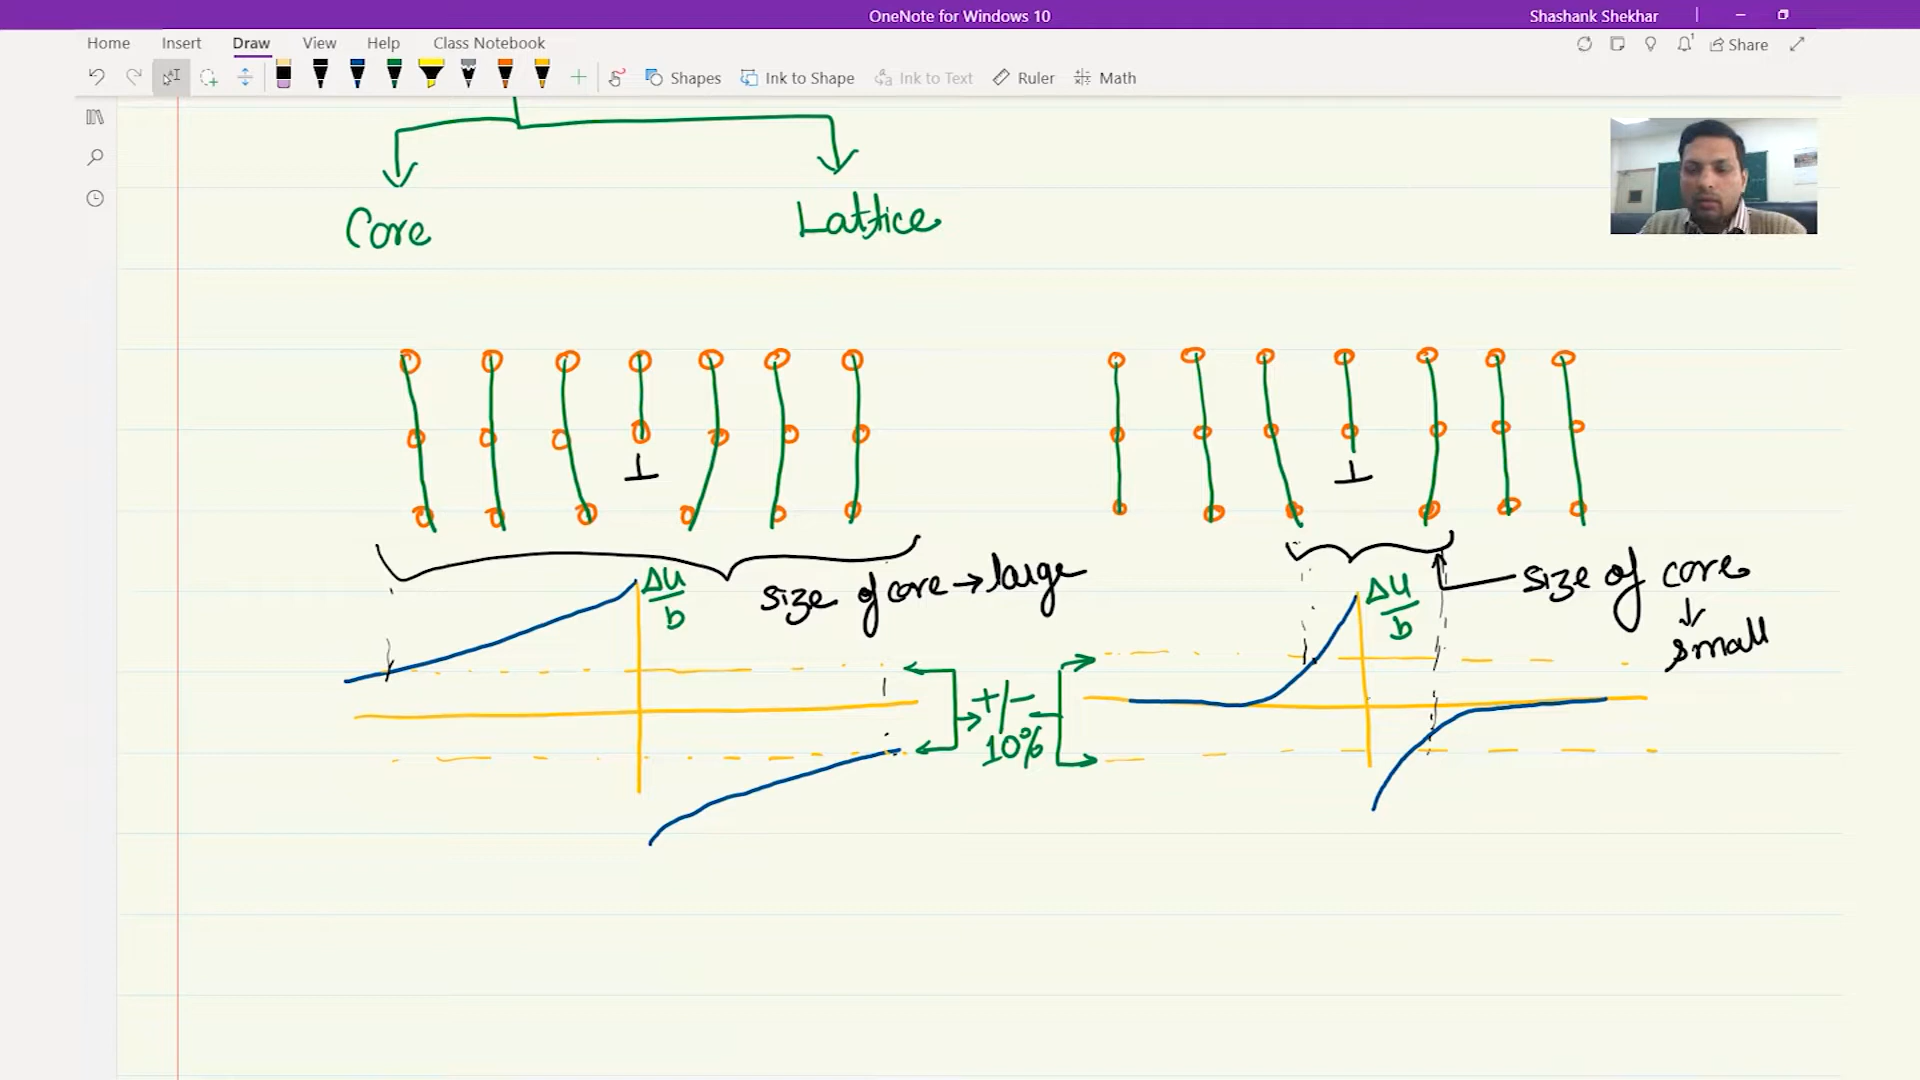 OneNote for Windows 10
Shashank Shekhar
Home Insert Draw View Help Class Notebook
Share
Shapes Ink to Shape Ink to Text Ruler Math
Core
Lattice
⊥
⊥
size of core → large
Δu/b
Δu/b
size of core
↓
small
+/-
10%